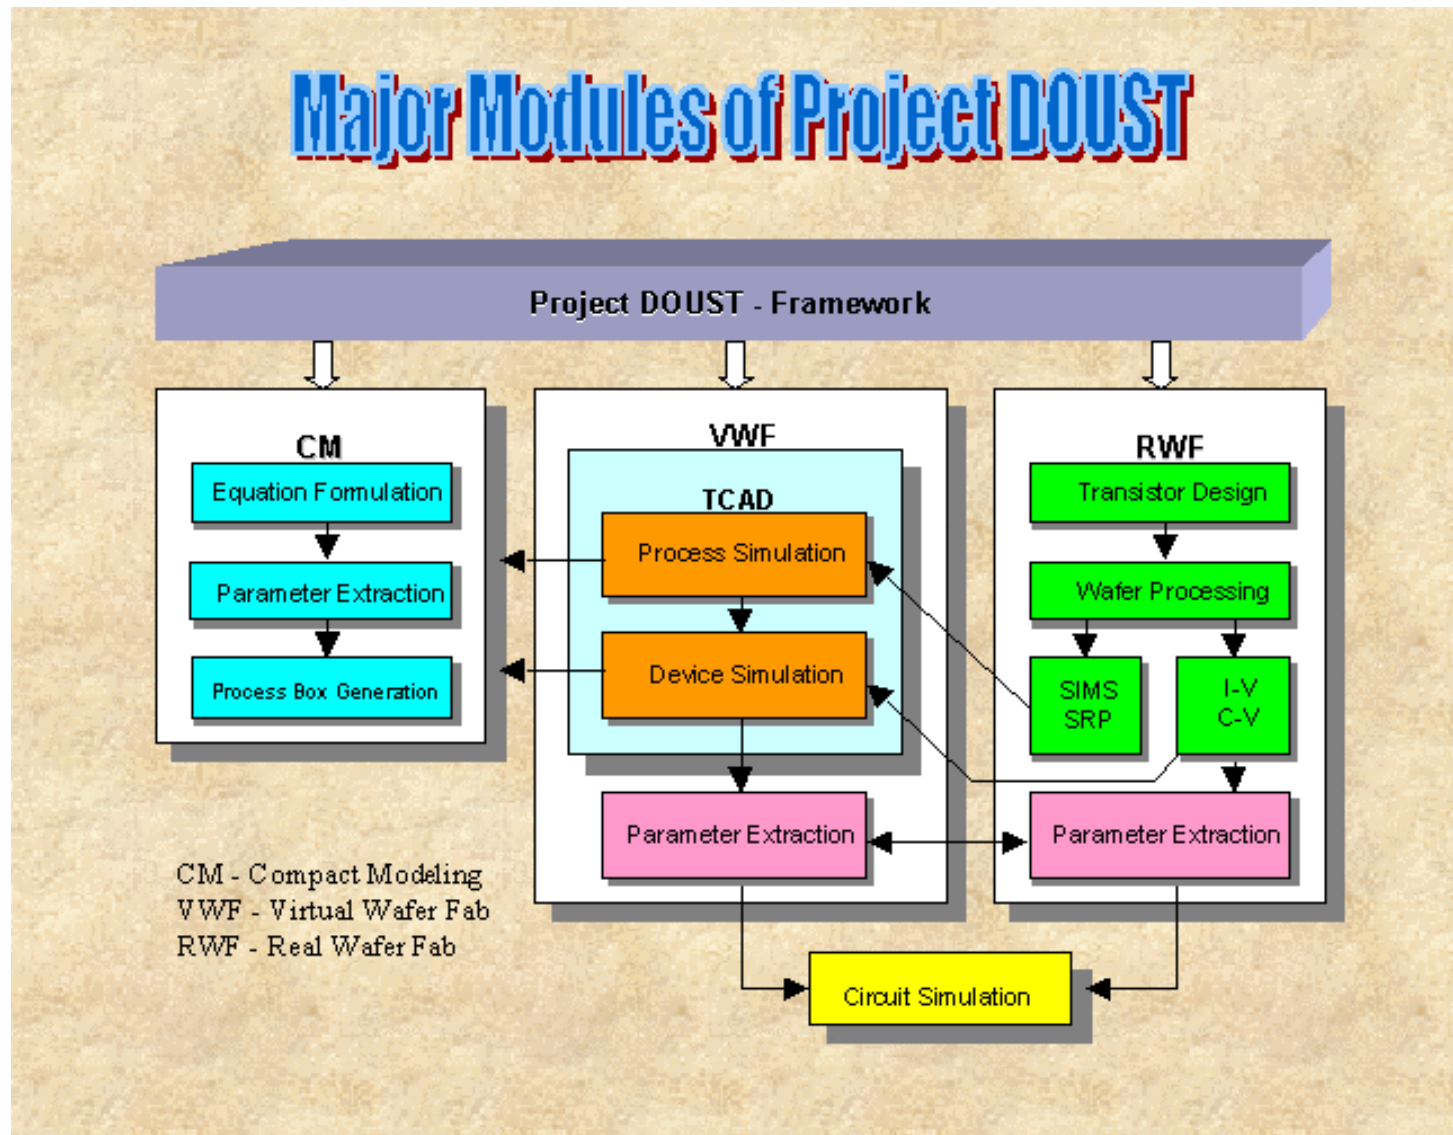 Major Modules of Project DOUST
Project DOUST - Framework
CM
Equation Formulation
Parameter Extraction
Process Box Generation
VWF
TCAD
Process Simulation
Device Simulation
Parameter Extraction
RWF
Transistor Design
Wafer Processing
SIMS
SRP
I-V
C-V
Parameter Extraction
Circuit Simulation
CM - Compact Modeling
VWF - Virtual Wafer Fab
RWF - Real Wafer Fab